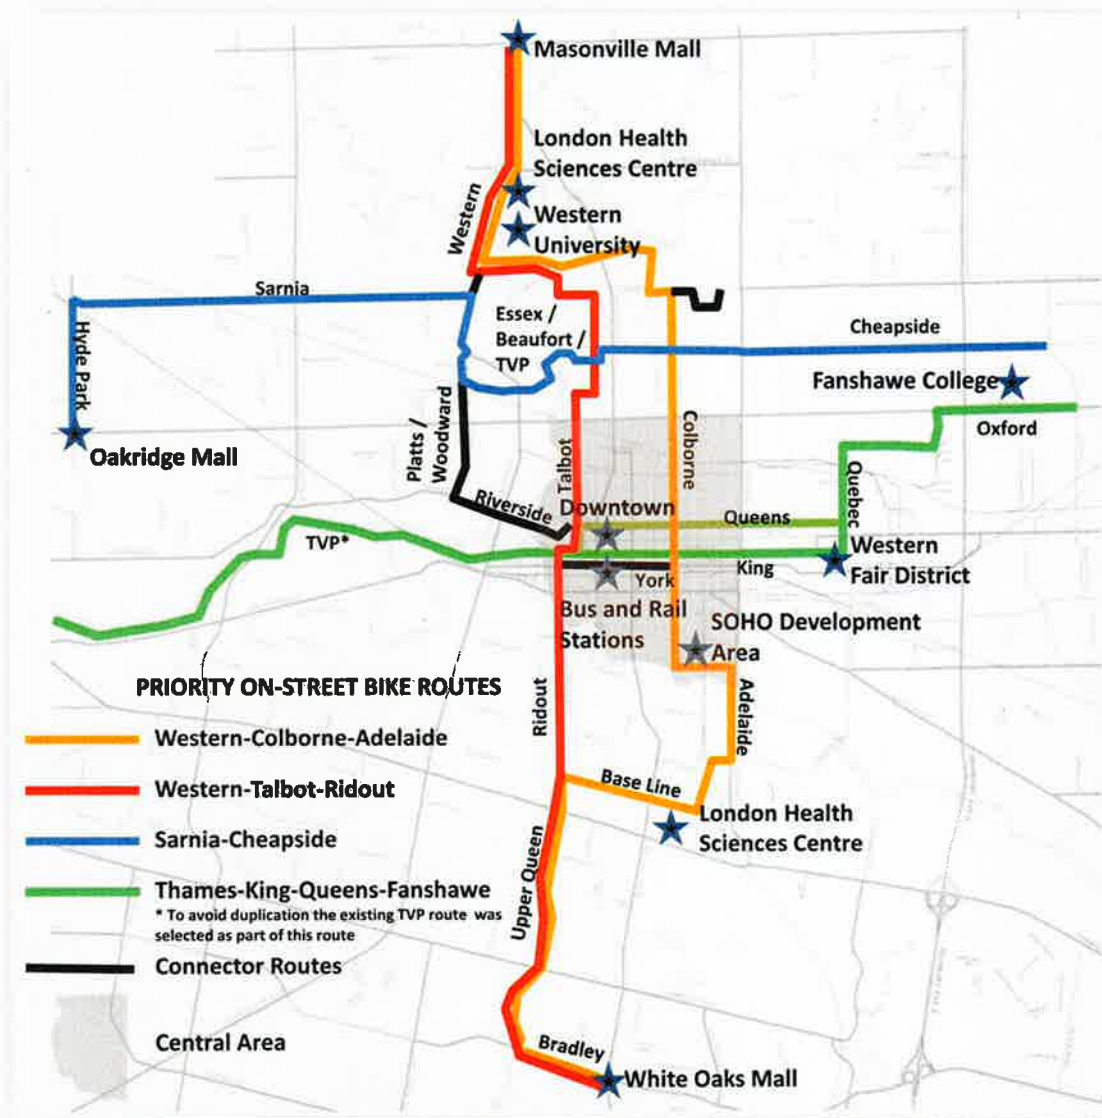 Masonville Mall
London Health
Sciences Centre
Western
Western
University
Sarnia
Hyde Park
Essex /
Beaufort /
TVP
Cheapside
Fanshawe College
Oxford
Oakridge Mall
Platts /
Woodward
Talbot
Colborne
Quebec
Riverside
Downtown
Queens
TVP*
Western
Fair District
King
York
Bus and Rail
Stations
SOHO Development
Area
PRIORITY ON-STREET BIKE ROUTES
Ridout
Adelaide
Western-Colborne-Adelaide
Base Line
Western-Talbot-Ridout
London Health
Sciences Centre
Sarnia-Cheapside
Upper Queen
Thames-King-Queens-Fanshawe
* To avoid duplication the existing TVP route was
selected as part of this route
Connector Routes
Central Area
Bradley
White Oaks Mall